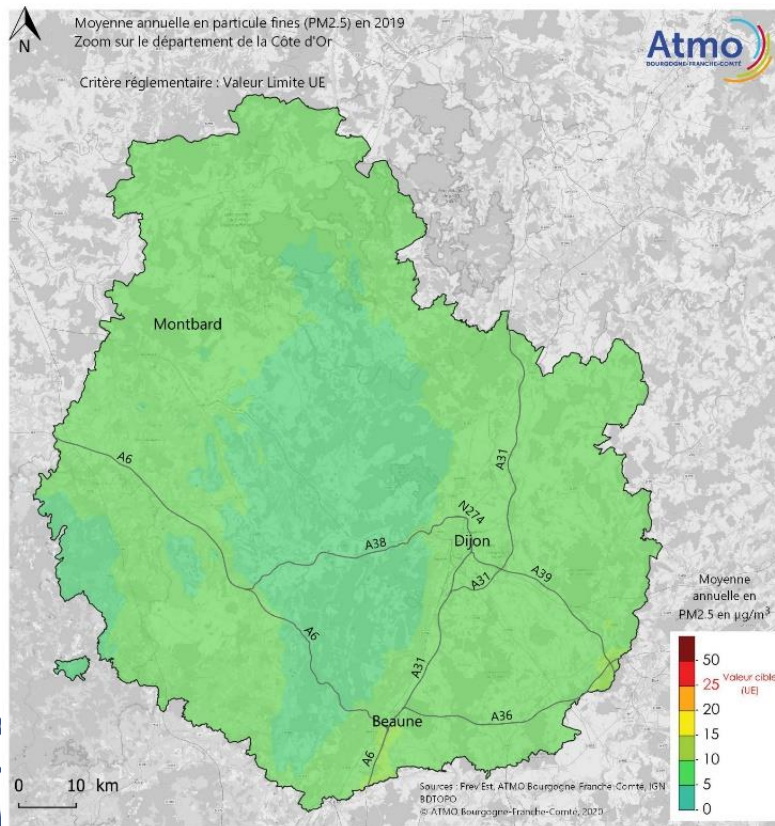 Moyenne annuelle en particule fines (PM2.5) en 2019
Zoom sur le département de la Côte d'Or
Critère réglementaire : Valeur Limite UE
N
Atmo
BOURGOGNE-FRANCHE-COMTÉ
Montbard
A6
A31
N274
A38
Dijon
A31
A39
A6
A31
A36
Beaune
A6
Moyenne
annuelle en
PM2.5 en µg/m³
50
25 Valeur cible
(UE)
20
15
10
5
0
0 10 km
Sources : Prev'Est, ATMO Bourgogne Franche-Comté, IGN
BDTOPO
© ATMO Bourgogne-Franche-Comté, 2020